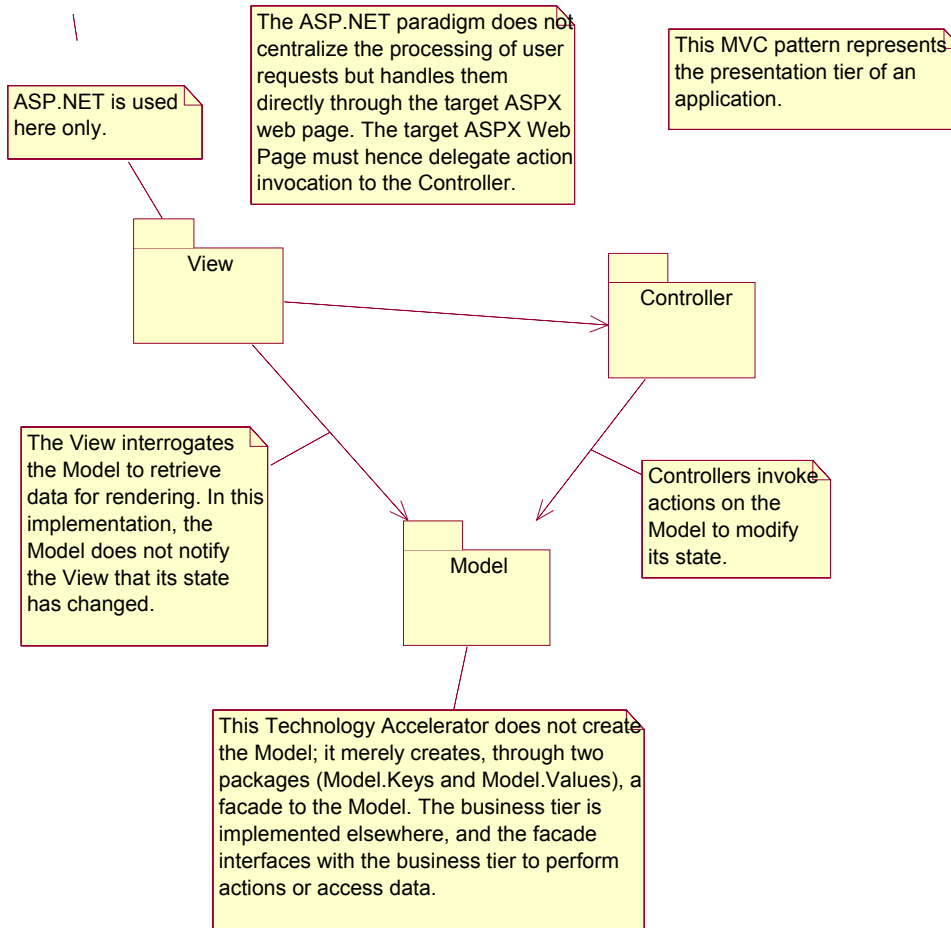 The ASP.NET paradigm does not
centralize the processing of user
requests but handles them
directly through the target ASPX
web page. The target ASPX Web
Page must hence delegate action
invocation to the Controller.
This MVC pattern represents
the presentation tier of an
application.
ASP.NET is used
here only.
View
Controller
The View interrogates
the Model to retrieve
data for rendering. In this
implementation, the
Model does not notify
the View that its state
has changed.
Controllers invoke
actions on the
Model to modify
its state.
Model
This Technology Accelerator does not create
the Model; it merely creates, through two
packages (Model.Keys and Model.Values), a
facade to the Model. The business tier is
implemented elsewhere, and the facade
interfaces with the business tier to perform
actions or access data.